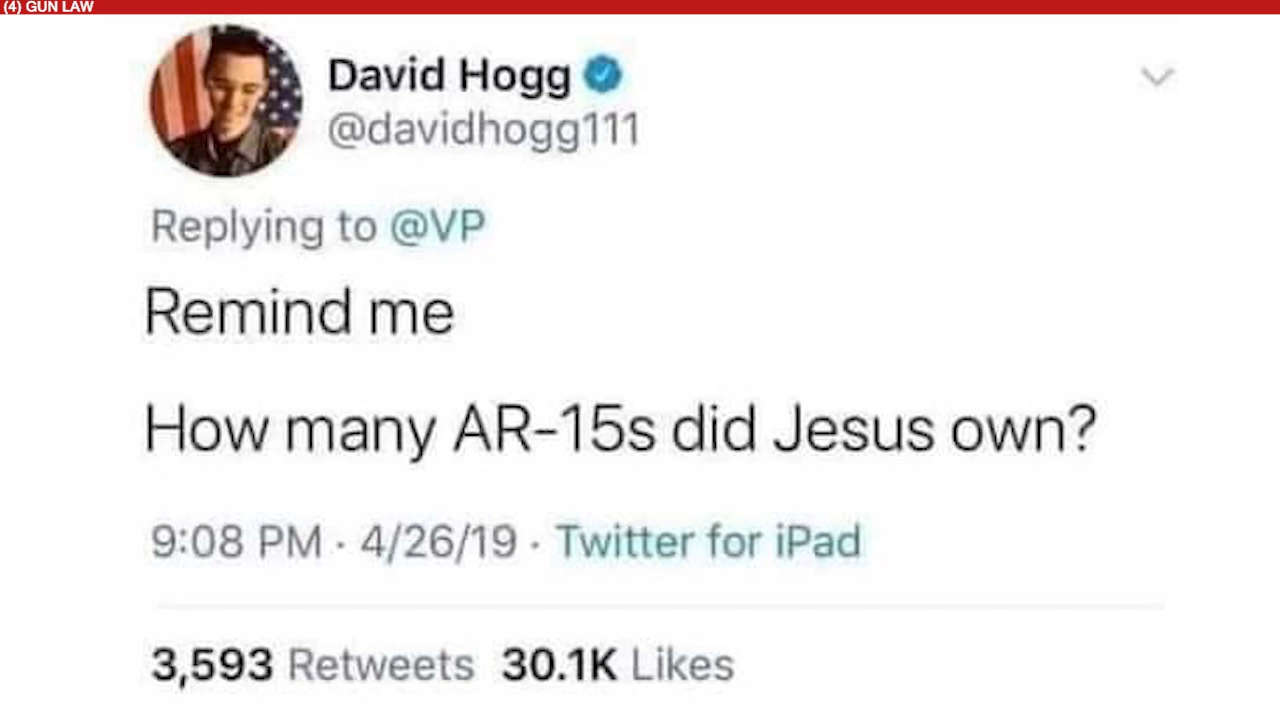 (4) GUN LAW
David Hogg
@davidhogg111
Replying to @VP
Remind me
How many AR-15s did Jesus own?
9:08 PM · 4/26/19 · Twitter for iPad
3,593 Retweets 30.1K Likes